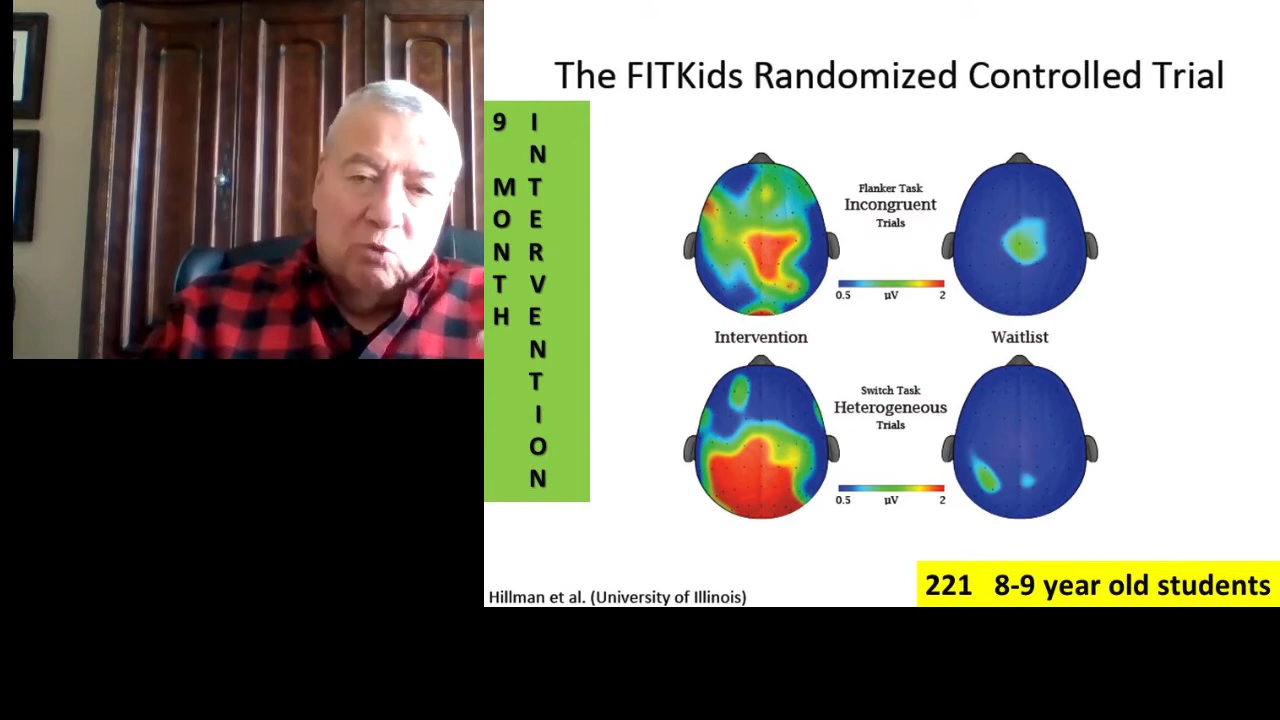 The FITKids Randomized Controlled Trial
9 MONTH
INTERVENTION
Flanker Task
Incongruent
Trials
0.5 µV 2
Intervention
Waitlist
Switch Task
Heterogeneous
Trials
0.5 µV 2
221 8-9 year old students
Hillman et al. (University of Illinois)